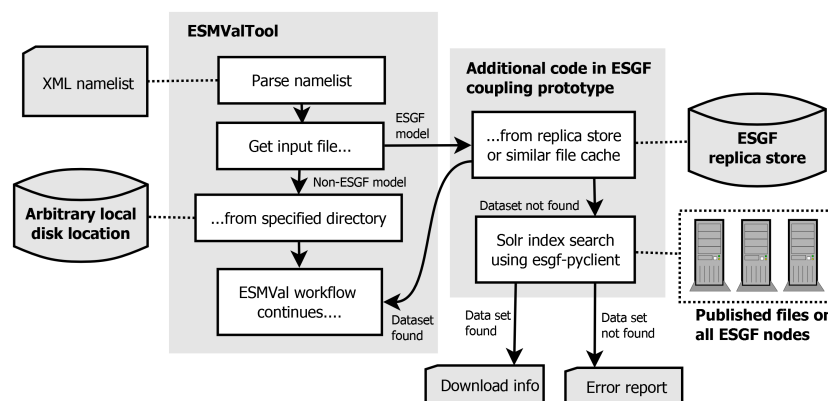 ESMValTool
XML namelist
Parse namelist
Additional code in ESGF
coupling prototype
ESGF
model
Get input file...
...from replica store
or similar file cache
ESGF
replica store
Non-ESGF model
Arbitrary local
disk location
...from specified directory
Dataset not found
Solr index search
using esgf-pyclient
ESMVal workflow
continues....
Dataset
found
Data set
found
Data set
not found
Published files on
all ESGF nodes
Download info
Error report